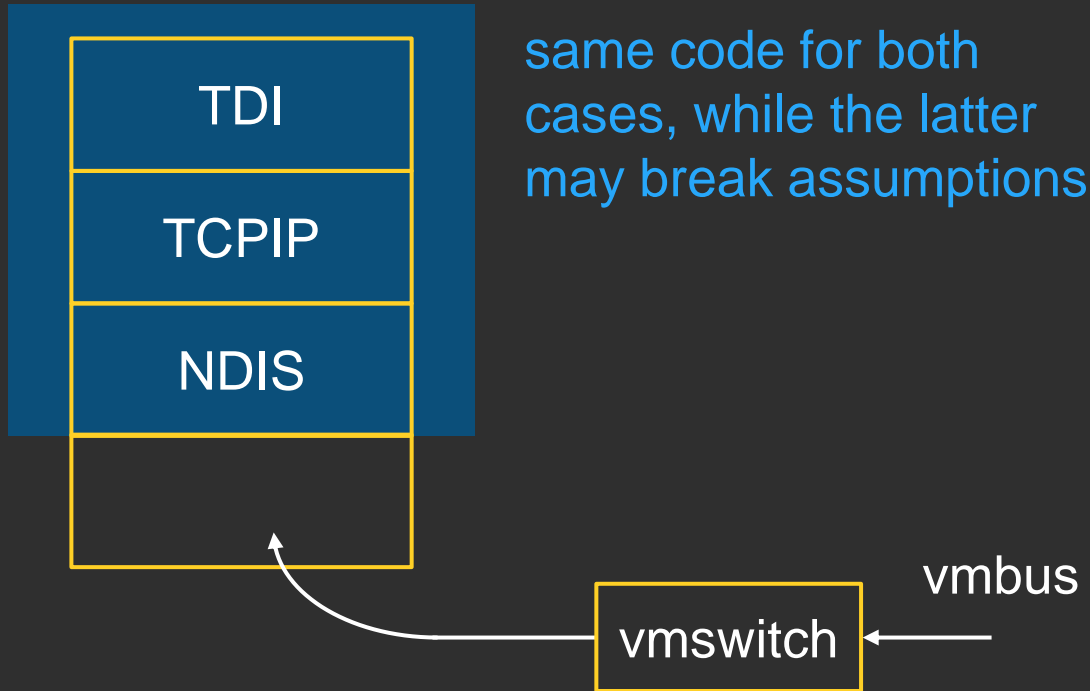 TDI
TCPIP
NDIS
same code for both
cases, while the latter
may break assumptions
vmbus
vmswitch